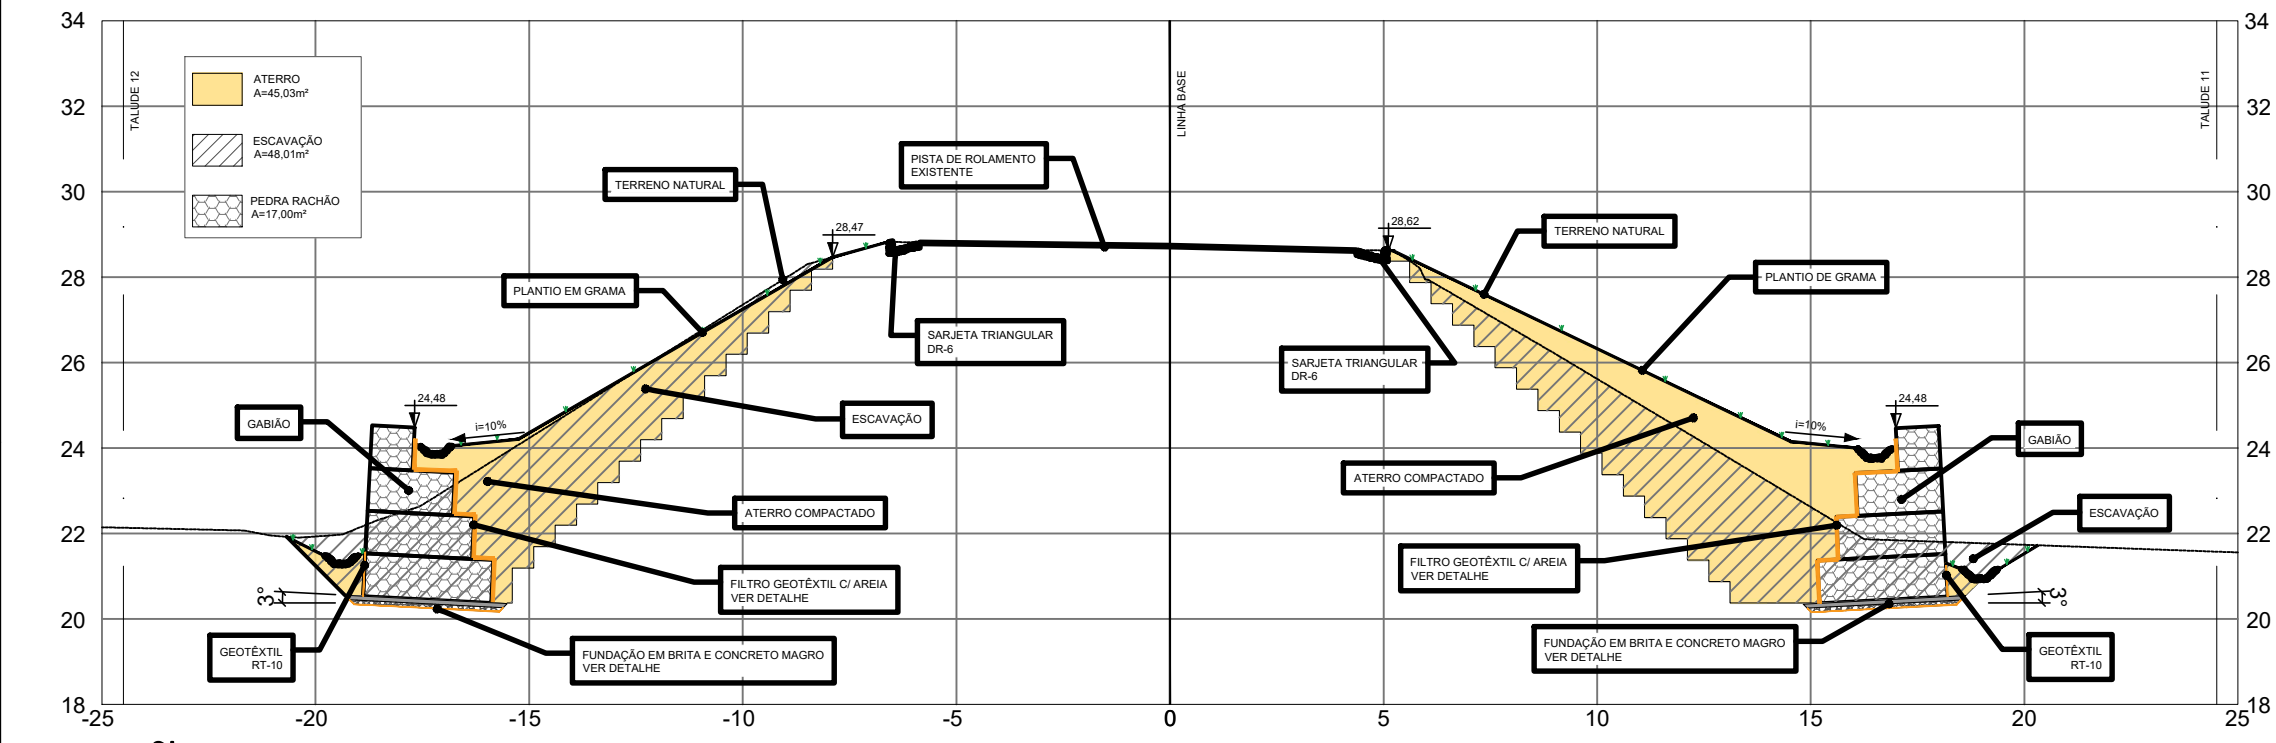 34
34
32
32
30
30
28
28
26
26
24
24
22
22
20
20
18
18
-25
-20
-15
-10
-5
0
5
10
15
20
25
TALUDE 12
LINHA BASE
TALUDE 11
ATERRO
A=45,03m²
ESCAVAÇÃO
A=48,01m²
PEDRA RACHÃO
A=17,00m²
TERRENO NATURAL
PISTA DE ROLAMENTO
EXISTENTE
28,47
28,62
TERRENO NATURAL
PLANTIO EM GRAMA
PLANTIO DE GRAMA
SARJETA TRIANGULAR
DR-6
SARJETA TRIANGULAR
DR-6
24,48
24,48
GABIÃO
i=10%
ESCAVAÇÃO
i=10%
GABIÃO
ATERRO COMPACTADO
ATERRO COMPACTADO
ESCAVAÇÃO
FILTRO GEOTÊXTIL C/ AREIA
VER DETALHE
FILTRO GEOTÊXTIL C/ AREIA
VER DETALHE
3°
3°
GEOTÊXTIL
RT-10
FUNDAÇÃO EM BRITA E CONCRETO MAGRO
VER DETALHE
FUNDAÇÃO EM BRITA E CONCRETO MAGRO
VER DETALHE
GEOTÊXTIL
RT-10